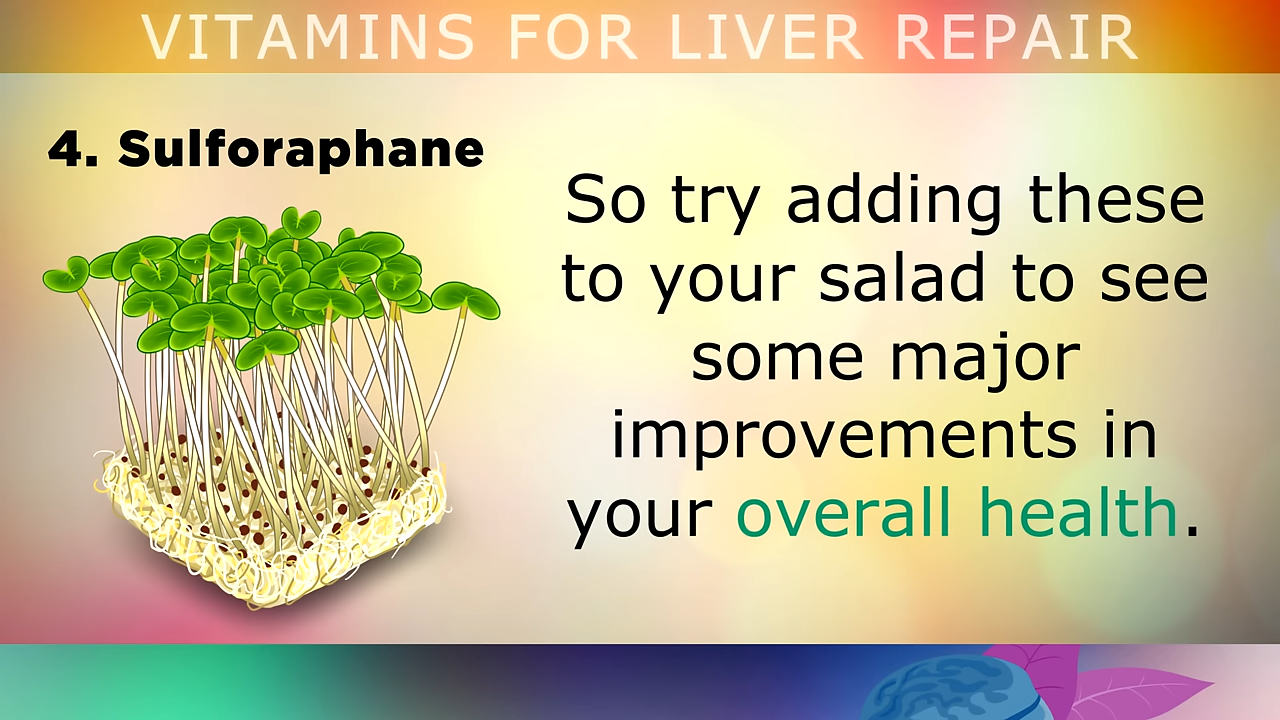 VITAMINS FOR LIVER REPAIR
4. Sulforaphane
So try adding these
to your salad to see
some major
improvements in
your overall health.